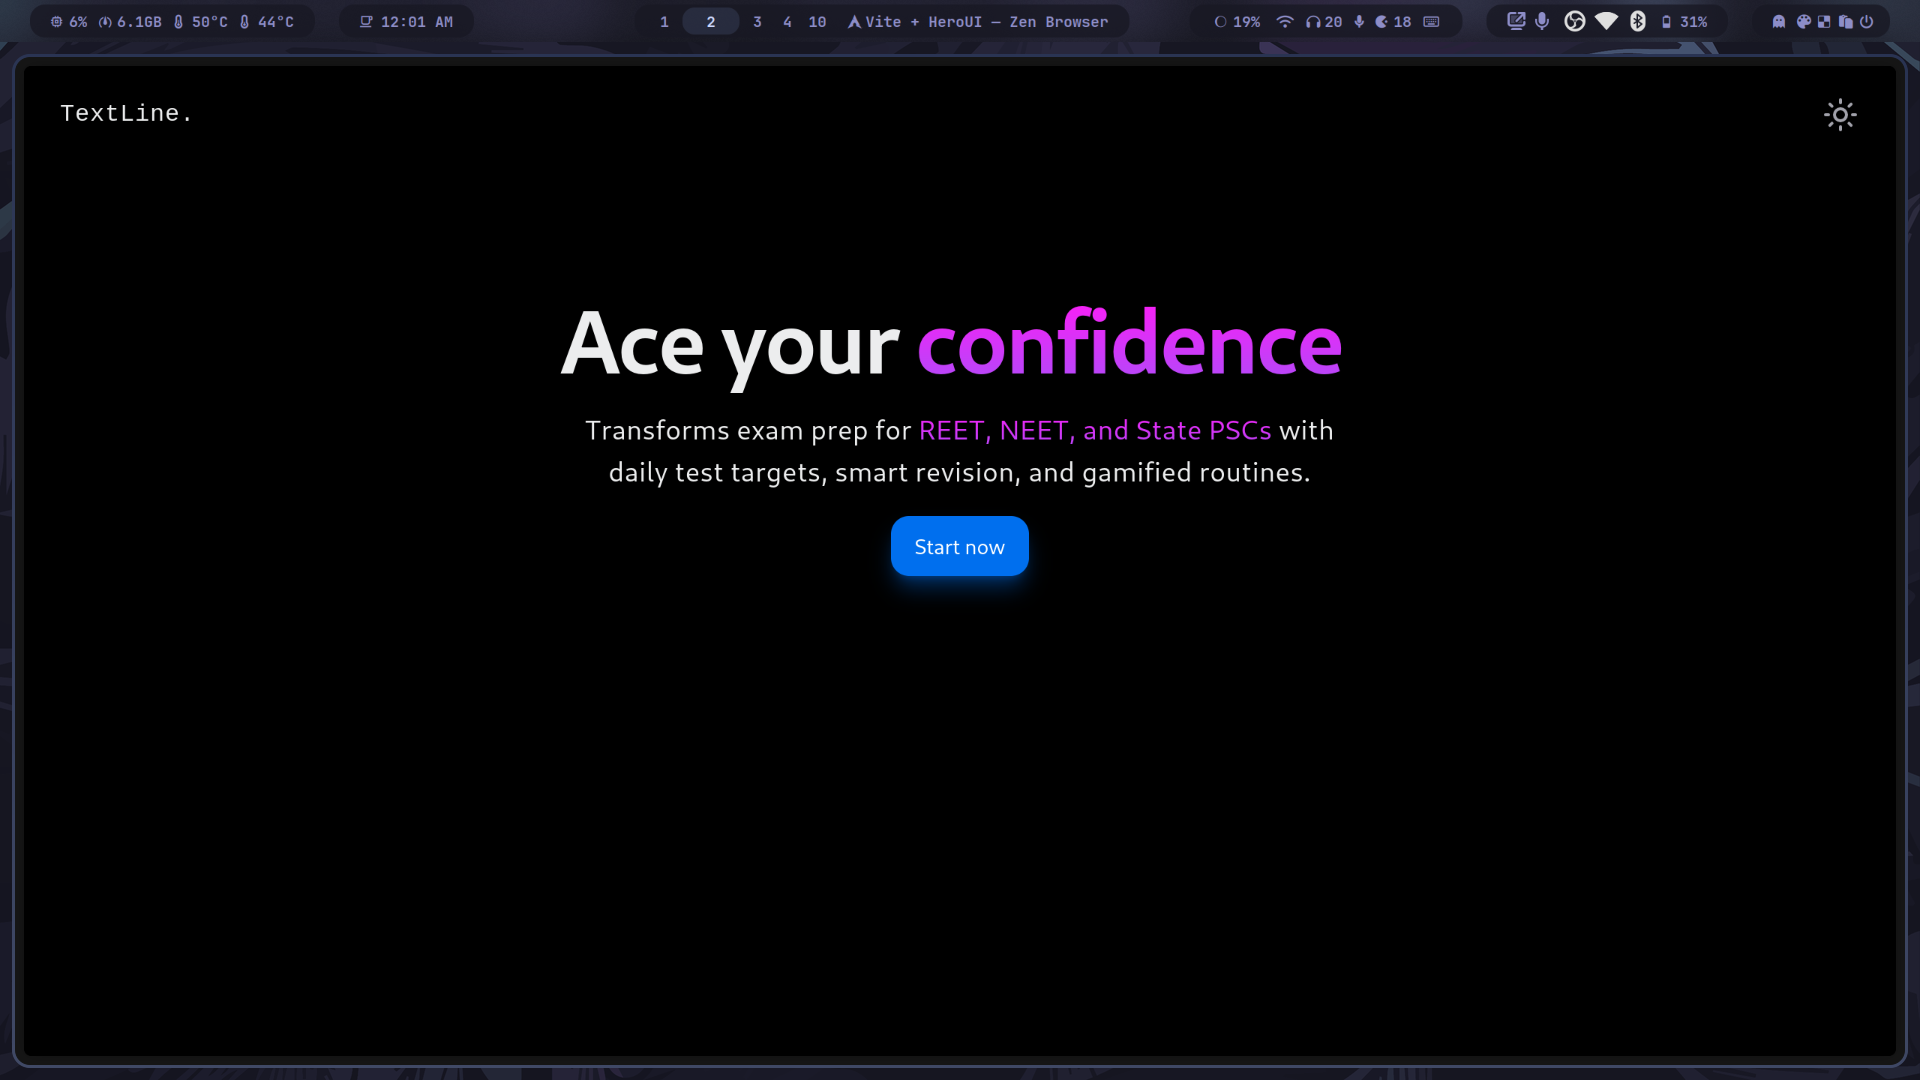 6% 6.1GB 50°C 44°C 12:01 AM 1 2 3 4 10 Vite + HeroUI — Zen Browser 19% 20 18 31%
TextLine.
Ace your confidence
Transforms exam prep for REET, NEET, and State PSCs with
daily test targets, smart revision, and gamified routines.
Start now